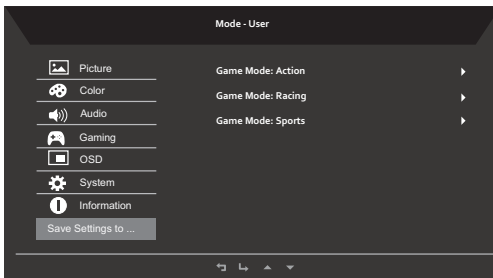 Mode - User
Picture
Color
Audio
Gaming
OSD
System
Information
Save Settings to ...
Game Mode: Action
Game Mode: Racing
Game Mode: Sports